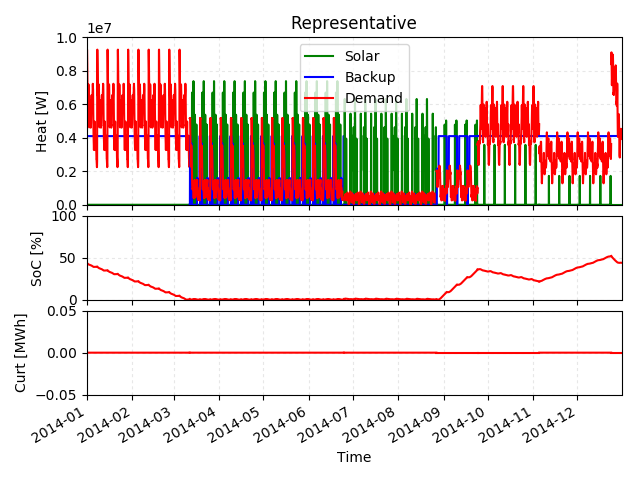 Representative
1e7
1.0
0.8
0.6
0.4
0.2
0.0
Heat [W]
Solar
Backup
Demand
100
50
0
SoC [%]
0.05
0.00
−0.05
Curt [MWh]
2014-01
2014-02
2014-03
2014-04
2014-05
2014-06
2014-07
2014-08
2014-09
2014-10
2014-11
2014-12
Time